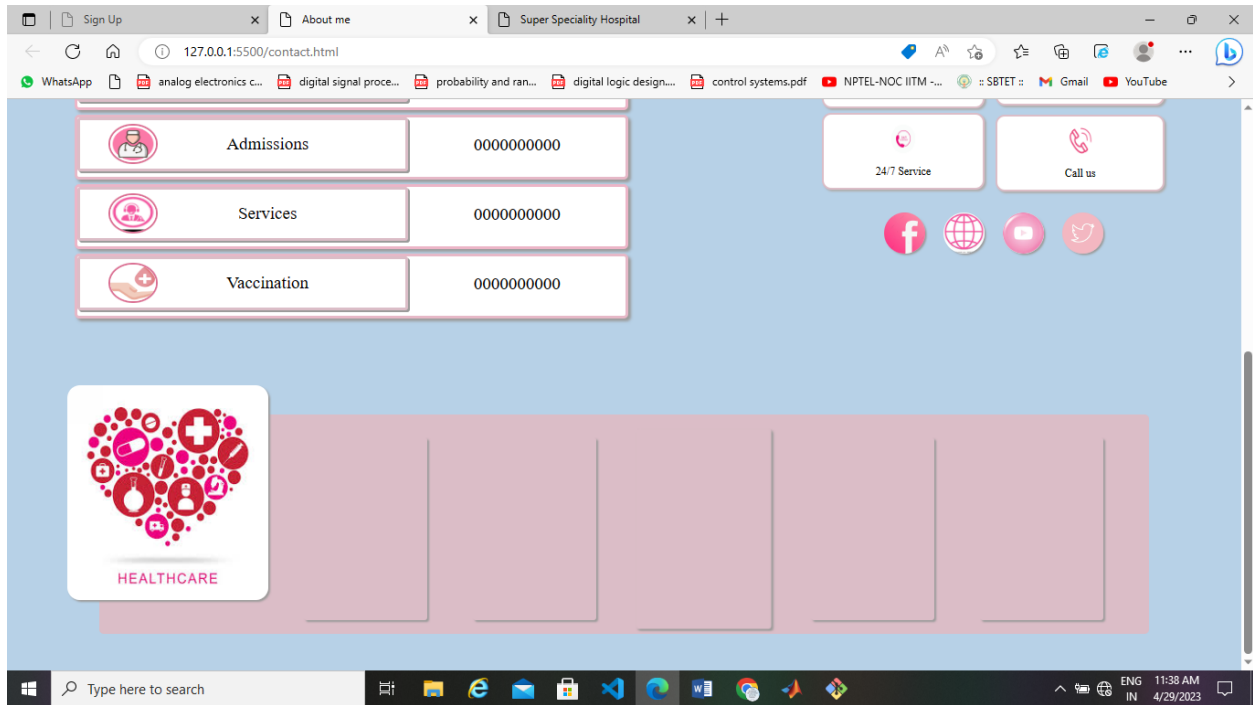 Sign Up
About me
Super Speciality Hospital
127.0.0.1:5500/contact.html
WhatsApp
analog electronics c...
digital signal proce...
probability and ran...
digital logic design....
control systems.pdf
NPTEL-NOC IITM -...
:: SBTET ::
Gmail
YouTube
Admissions 0000000000
24/7 Service
Call us
Services 0000000000
Vaccination 0000000000
HEALTHCARE
Type here to search
ENG 11:38 AM
IN 4/29/2023